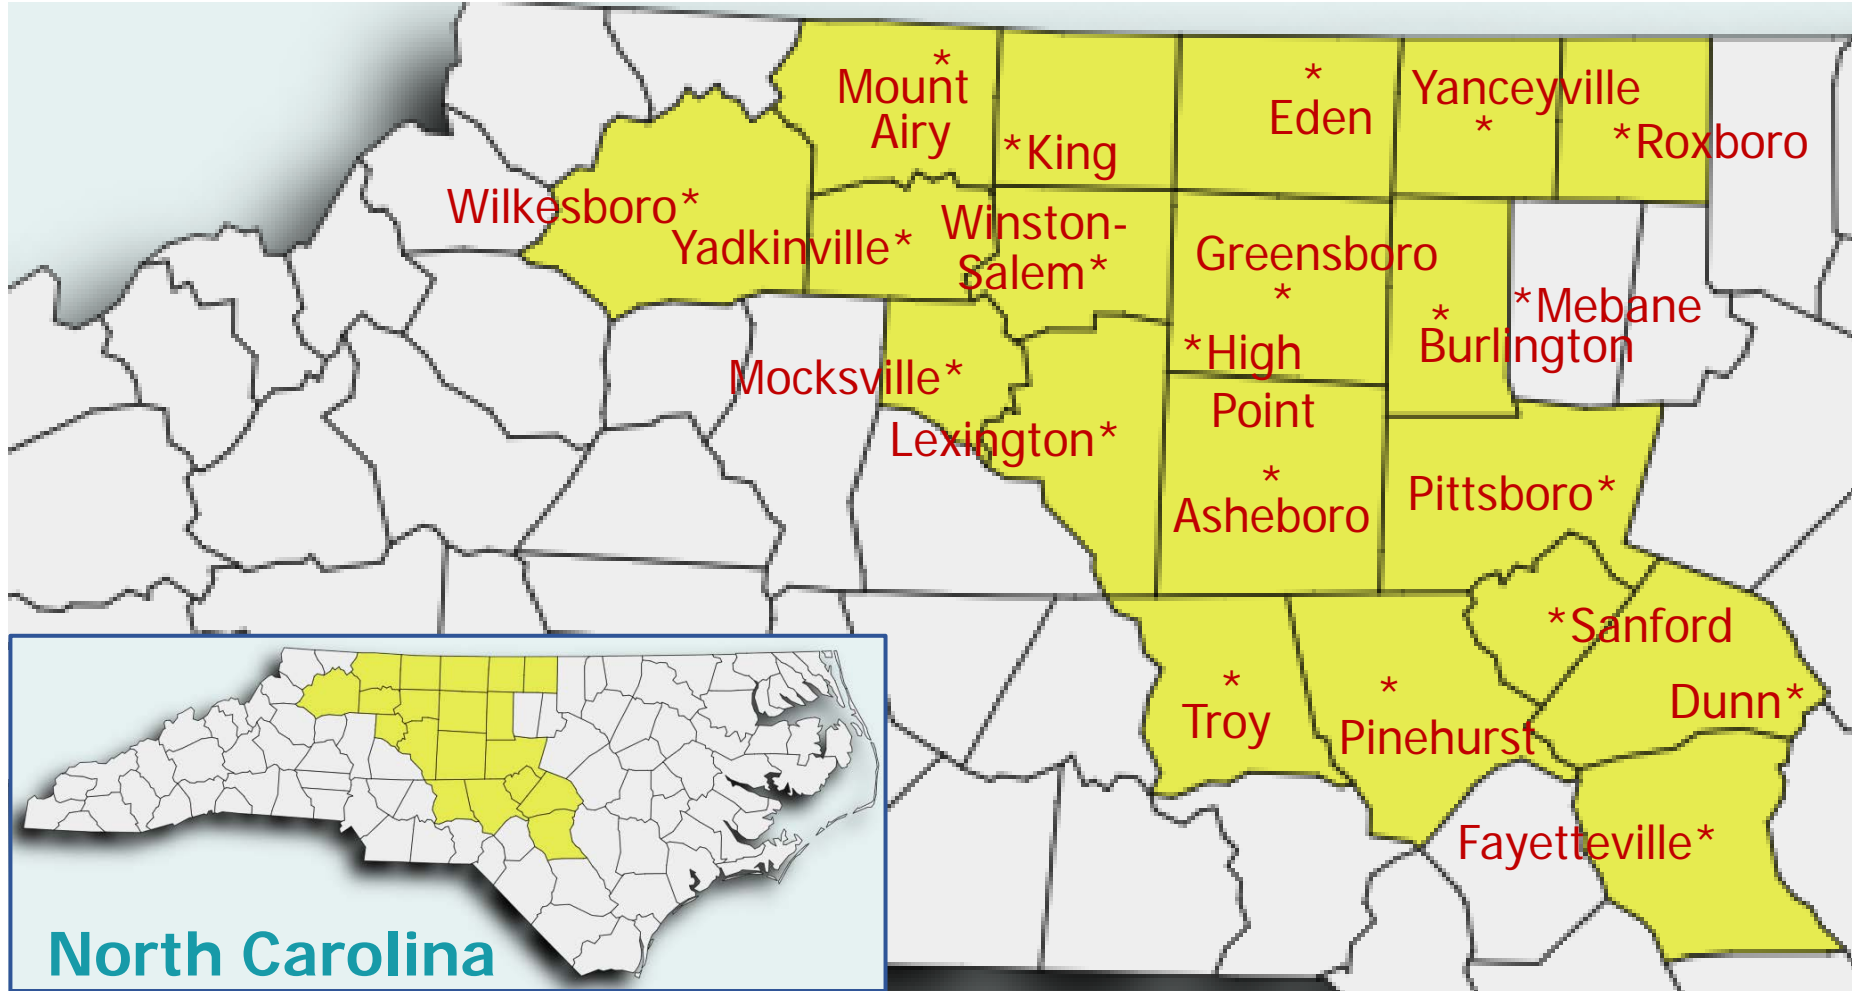 *
Mount
Airy
*King
*
Eden
Yanceyville
*
*Roxboro
Wilkesboro*
Yadkinville*
Winston-
Salem*
Greensboro
*
*High
Point
*
Burlington
*Mebane
Mocksville*
Lexington*
*
Asheboro
Pittsboro*
*Sanford
Dunn*
*
Troy
*
Pinehurst
Fayetteville*
North Carolina